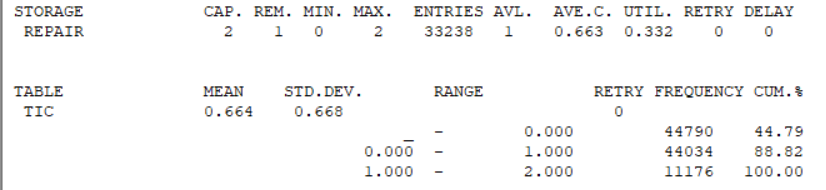 STORAGE CAP. REM. MIN. MAX. ENTRIES AVL. AVE.C. UTIL. RETRY DELAY
REPAIR 2 1 0 2 33238 1 0.663 0.332 0 0
TABLE MEAN STD.DEV. RANGE RETRY FREQUENCY CUM.%
TIC 0.664 0.668 0
_ - 0.000 44790 44.79
0.000 - 1.000 44034 88.82
1.000 - 2.000 11176 100.00